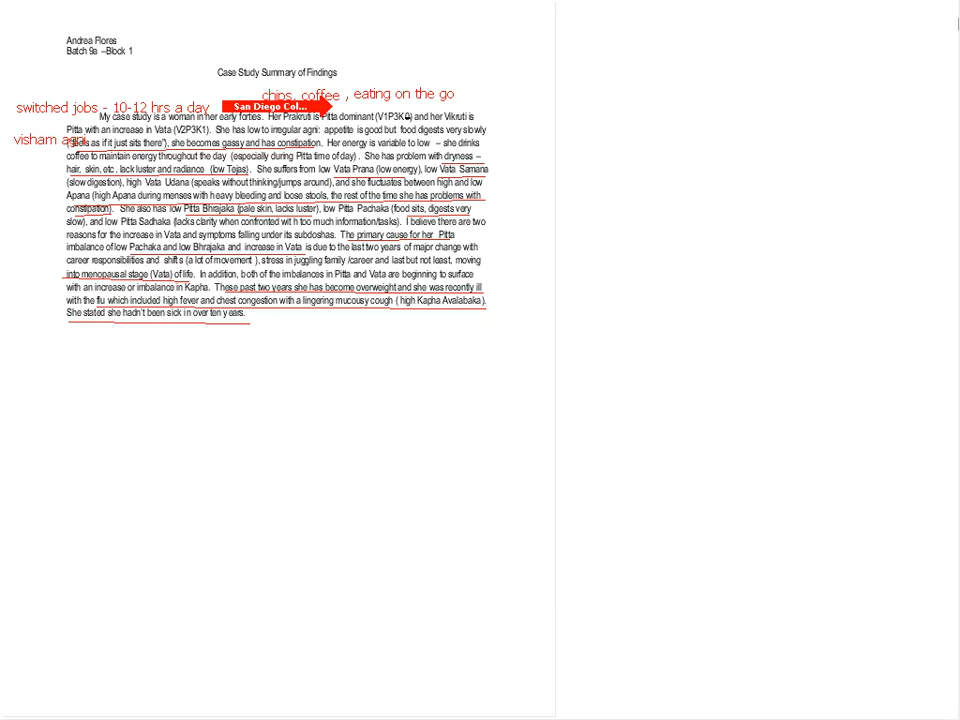 Andrea Flores
Batch 9a –Block 1
Case Study Summary of Findings
chips, coffee , eating on the go
switched jobs - 10-12 hrs a day
San Diego Col...
My case study is a woman in her early forties. Her Prakruti is Pitta dominant (V1P3K0) and her Vikruti is
visham agni
Pitta with an increase in Vata (V2P3K1). She has low to irregular agni: appetite is good but food digests very slowly
as if it just sits there"), she becomes gassy and has constipation. Her energy is variable to low – she drinks
coffee to maintain energy throughout the day (especially during Pitta time of day) . She has problem with dryness –
hair, skin, etc . lack luster and radiance (low Tejas). She suffers from low Vata Prana (low energy), low Vata Samana
(slow digestion), high Vata Udana (speaks without thinking/jumps around), and she fluctuates between high and low
Apana (high Apana during menses with heavy bleeding and loose stools, the rest of the time she has problems with
constipation). She also has low Pitta Bhrajaka (pale skin, lacks luster), low Pitta Pachaka (food sits, digests very
slow), and low Pitta Sadhaka (lacks clarity when confronted wit h too much information/tasks). I believe there are two
reasons for the increase in Vata and symptoms falling under its subdoshas. The primary cause for her Pitta
imbalance of low Pachaka and low Bhrajaka and increase in Vata is due to the last two years of major change with
career responsibilities and shift s (a lot of movement ), stress in juggling family /career and last but not least, moving
into menopausal stage (Vata) of life. In addition, both of the imbalances in Pitta and Vata are beginning to surface
with an increase or imbalance in Kapha. These past two years she has become overweight and she was recently ill
with the flu which included high fever and chest congestion with a lingering mucousy cough ( high Kapha Avalabaka).
She stated she hadn't been sick in over ten years.